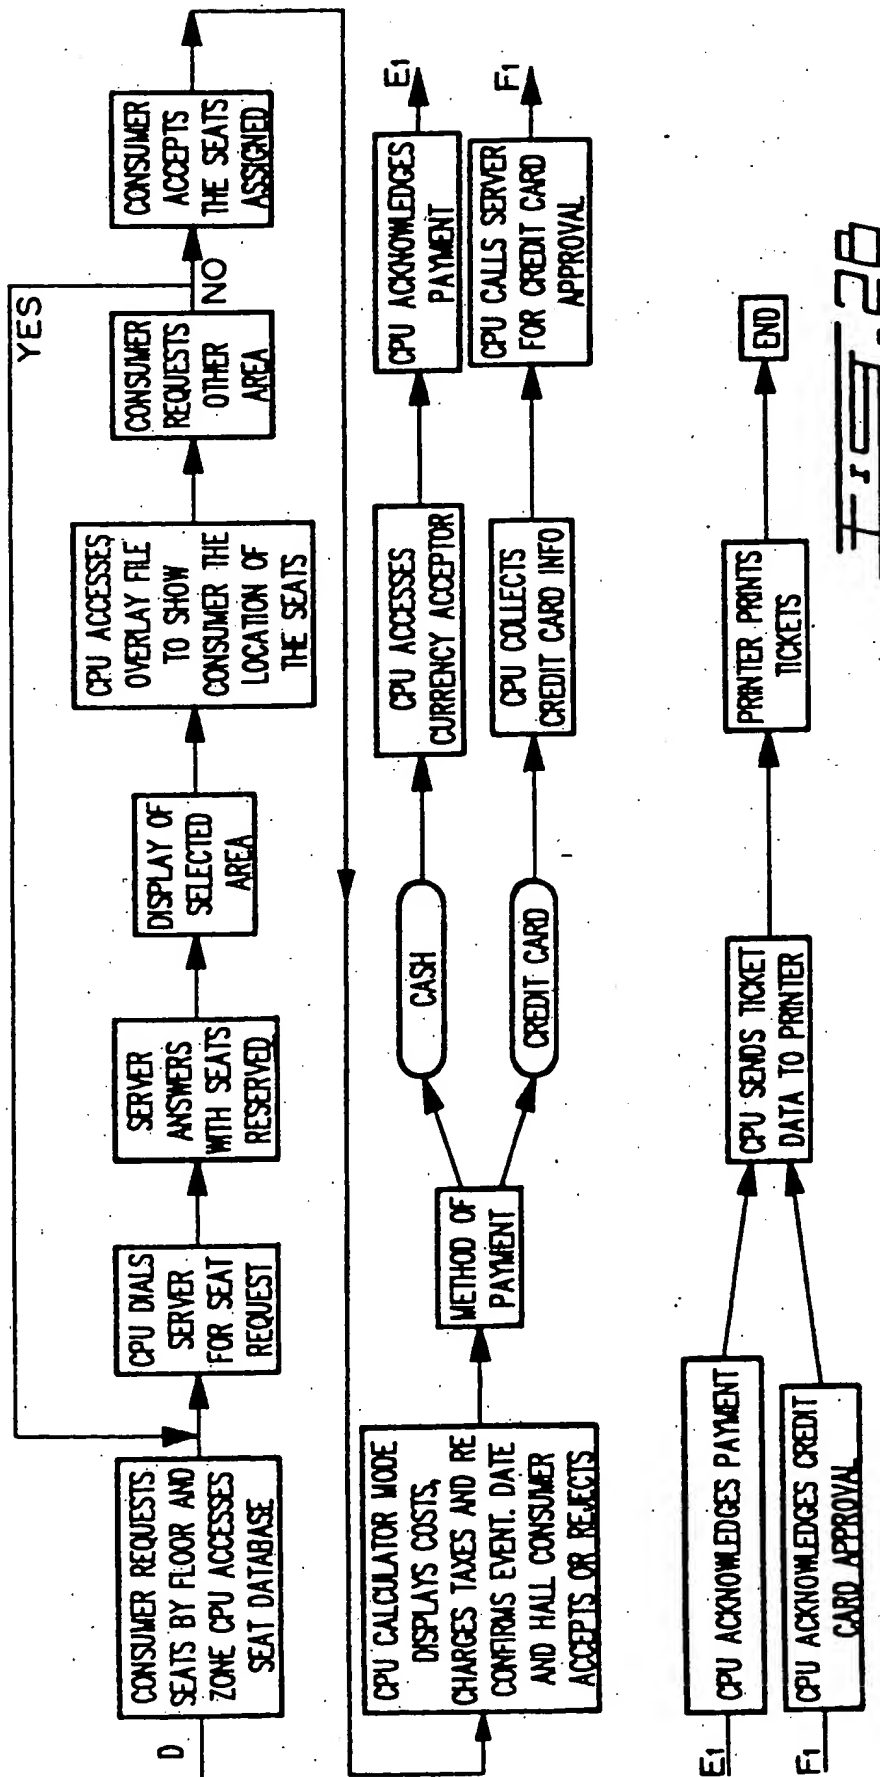 D
CONSUMER REQUESTS
SEATS BY FLOOR AND
ZONE CPU ACCESSES
SEAT DATABASE
CPU DIALS
SERVER
FOR SEAT
REQUEST
SERVER
ANSWERS
WITH SEATS
RESERVED
DISPLAY OF
SELECTED
AREA
CPU ACCESSES
OVERLAY FILE
TO SHOW
CONSUMER THE
LOCATION OF
THE SEATS
CONSUMER
REQUESTS
OTHER
AREA
YES
NO
CONSUMER
ACCEPTS
THE SEATS
ASSIGNED
CPU CALCULATOR MODE
DISPLAYS COSTS,
CHARGES TAXES AND RE
CONFIRMS EVENT. DATE
AND HALL CONSUMER
ACCEPTS OR REJECTS
METHOD OF
PAYMENT
CASH
CPU ACCESSES
CURRENCY ACCEPTOR
CPU ACKNOWLEDGES
PAYMENT
E1
CREDIT CARD
CPU COLLECTS
CREDIT CARD INFO
CPU CALLS SERVER
FOR CREDIT CARD
APPROVAL
F1
E1
CPU ACKNOWLEDGES PAYMENT
F1
CPU ACKNOWLEDGES CREDIT
CARD APPROVAL
CPU SENDS TICKET
DATA TO PRINTER
PRINTER PRINTS
TICKETS
END
FIG. 2B